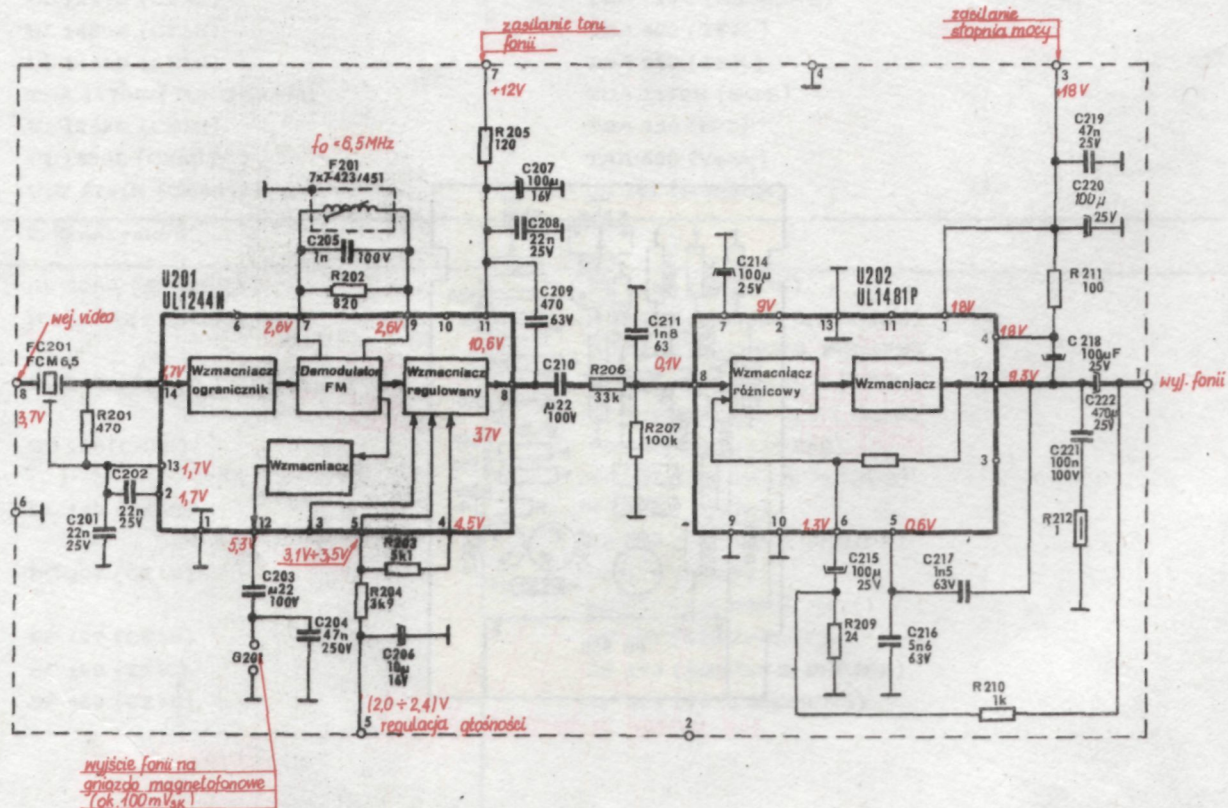 zasilanie toru
fonii
zasilanie
stopnia mocy
7
+12V
4
3
18V
fo = 6,5MHz
F201
7x7-423/451
C205
1n
100V
R202
820
R205
120
C207
100µ
16V
C208
22n
25V
C219
47n
25V
C220
100µ
25V
R211
100
U201
UL1244N
2,6V
7
2,6V
9
10
11
10,6V
C209
470
63V
C214
100µ
25V
U202
UL1481P
9V
7
2
13
11
1
18V
18V
4
wej. video
FC201
FCM6,5
8
3,7V
1,7V
14
Wzmacniacz
ogranicznik
Demodulator
FM
Wzmacniacz
regulowany
8
3,7V
C210
µ22
100V
R206
33k
C211
1n8
63
0,1V
8
R207
100k
Wzmacniacz
różnicowy
Wzmacniacz
12
9,3V
C218
100µF
25V
1
wyj. fonii
C222
470µ
25V
C221
100n
100V
R212
1
3
R201
470
13
1,7V
C202
22n
25V
2
1,7V
C201
22n
25V
6
Wzmacniacz
1
12
3
5
4
5,3V
3,1V÷3,5V
4,5V
R203
5k1
R204
3k9
C203
µ22
100V
C204
47n
250V
G201
C206
10µ
16V
9
10
1,3V
6
5
0,6V
C215
100µ
25V
C217
1n5
63V
R209
24
C216
5n6
63V
R210
1k
(2,0÷2,4)V
5
regulacja głośności
2
wyjście fonii na
gniazdo magnetofonowe
(ok. 100mVsk)